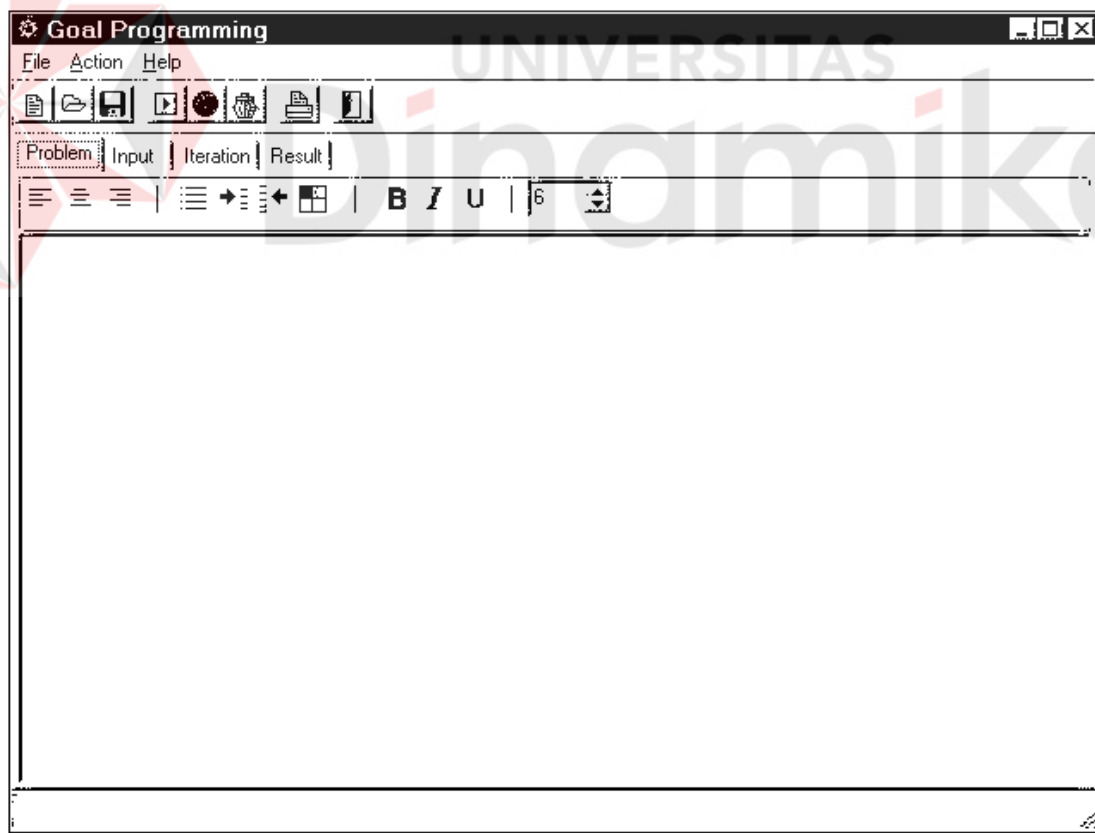 Goal Programming
UNIVERSITAS
Dinamika
File Action Help
Problem Input Iteration Result
B I U 6